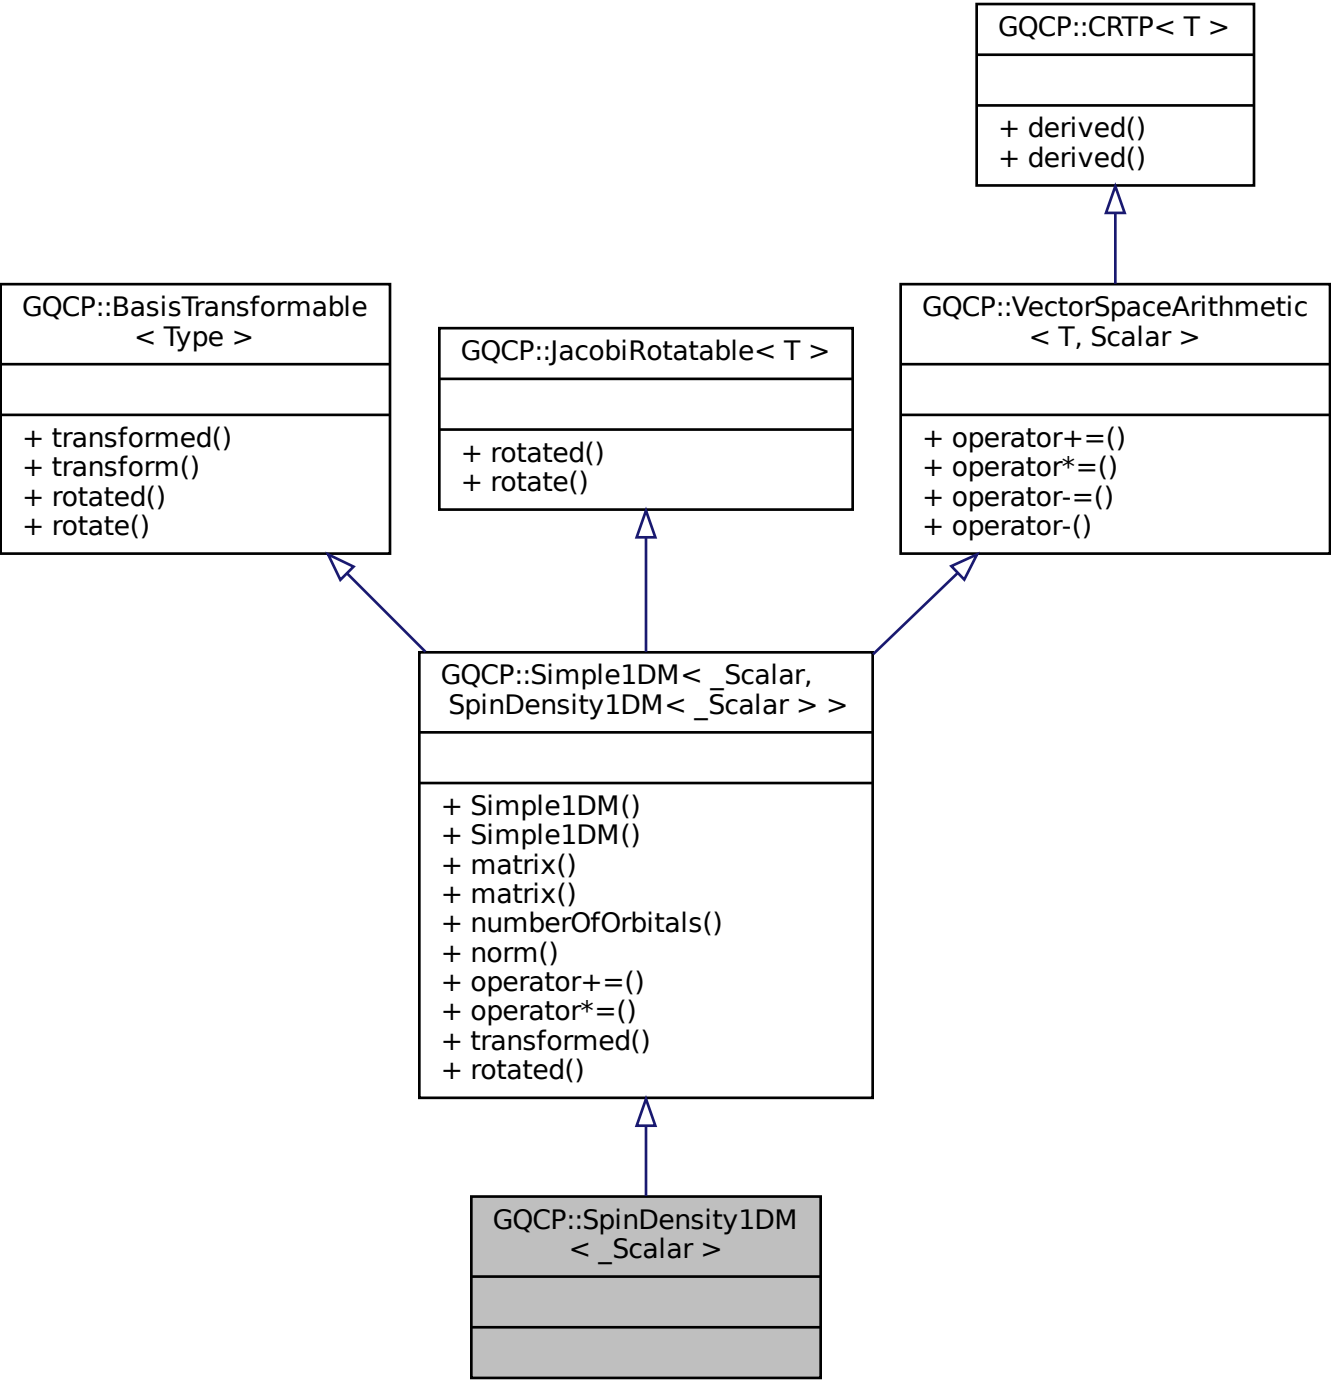 GQCP::CRTP< T >
+ derived()
+ derived()
GQCP::BasisTransformable
< Type >
+ transformed()
+ transform()
+ rotated()
+ rotate()
GQCP::JacobiRotatable< T >
+ rotated()
+ rotate()
GQCP::VectorSpaceArithmetic
< T, Scalar >
+ operator+=()
+ operator*=()
+ operator-=()
+ operator-()
GQCP::Simple1DM< _Scalar,
SpinDensity1DM< _Scalar > >
+ Simple1DM()
+ Simple1DM()
+ matrix()
+ matrix()
+ numberOfOrbitals()
+ norm()
+ operator+=()
+ operator*=()
+ transformed()
+ rotated()
GQCP::SpinDensity1DM
< _Scalar >